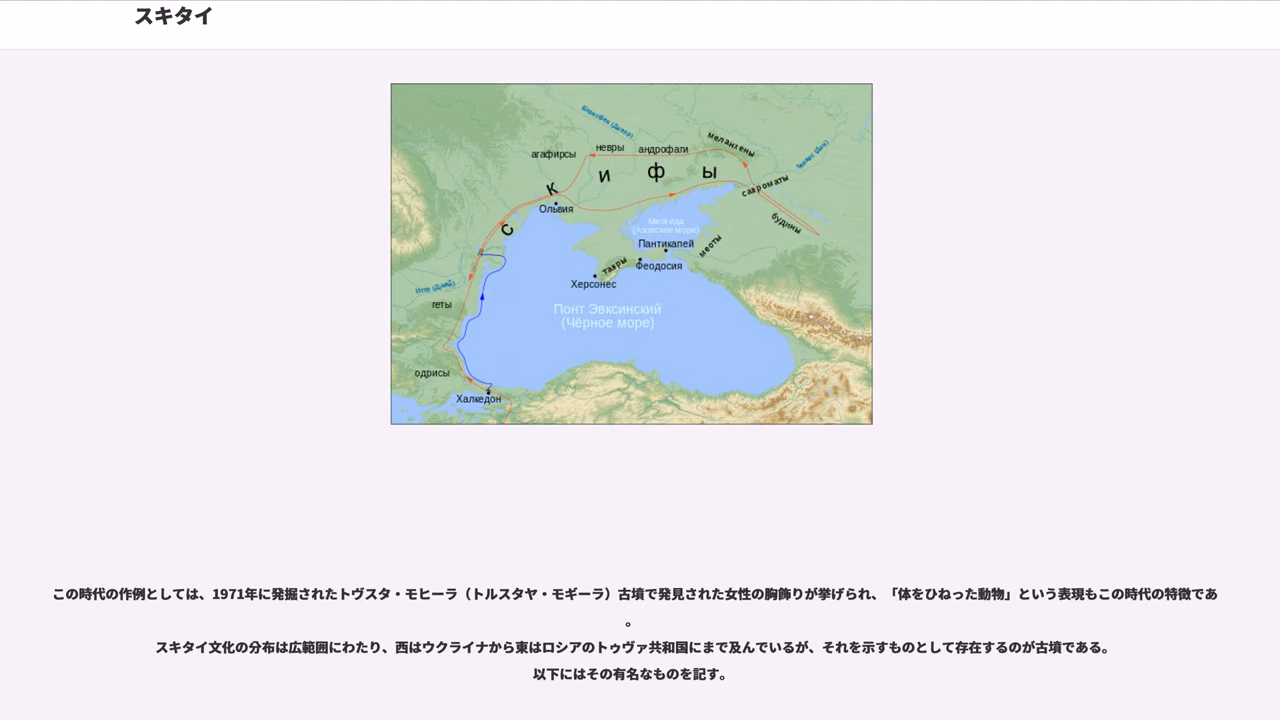 スキタイ
Борисфен (Днепр)
меланхены
невры
андрофаги
агафирсы
Танаис (Дон)
скифы
савроматы
Ольвия
будины
Меотида
(Азовское море)
Пантикапей
меоты
тавры
Феодосия
Херсонес
Истр (Дунай)
геты
Понт Эвксинский
(Чёрное море)
одрисы
Халкедон
この時代の作例としては、1971年に発掘されたトヴスタ・モヒーラ（トルスタヤ・モギーラ）古墳で発見された女性の胸飾りが挙げられ、「体をひねった動物」という表現もこの時代の特徴であ
。
スキタイ文化の分布は広範囲にわたり、西はウクライナから東はロシアのトゥヴァ共和国にまで及んでいるが、それを示すものとして存在するのが古墳である。
以下にはその有名なものを記す。